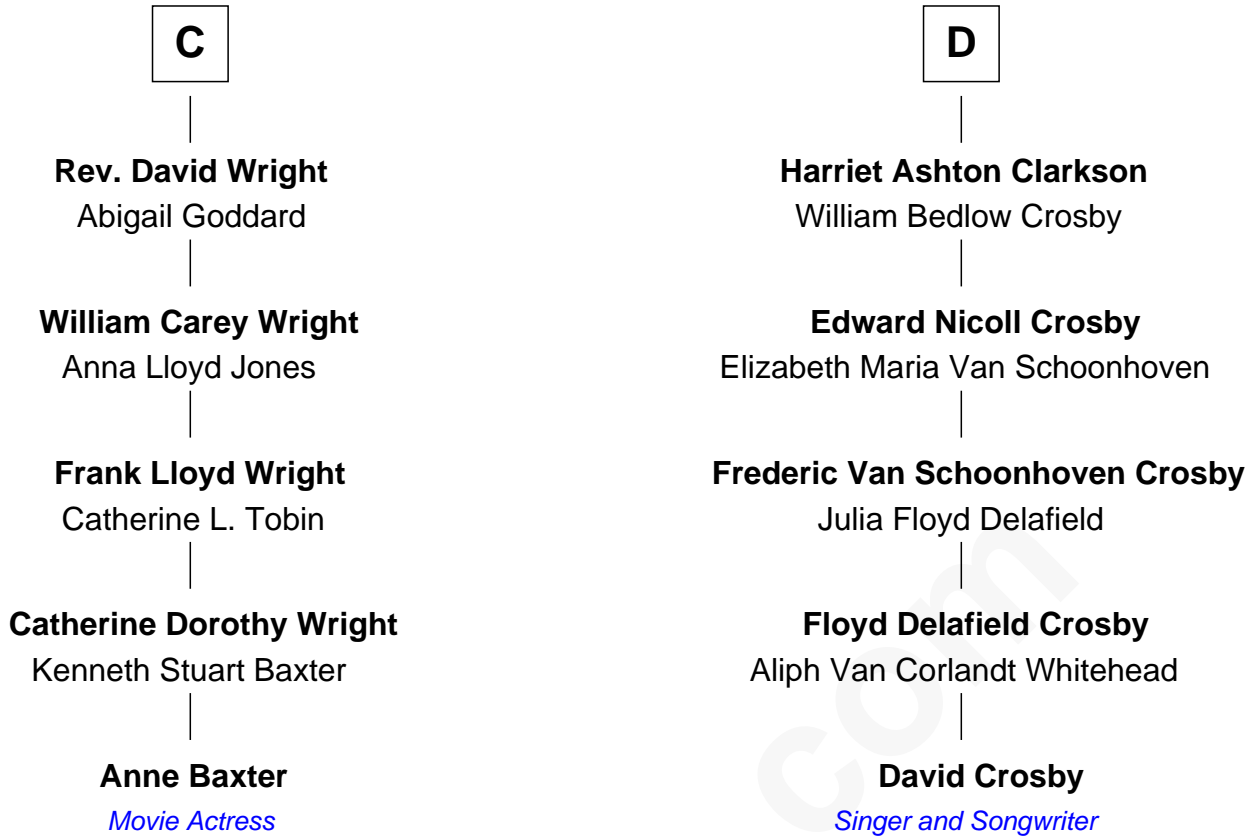 C
Rev. David Wright
Abigail Goddard
William Carey Wright
Anna Lloyd Jones
Frank Lloyd Wright
Catherine L. Tobin
Catherine Dorothy Wright
Kenneth Stuart Baxter
Anne Baxter
Movie Actress
D
Harriet Ashton Clarkson
William Bedlow Crosby
Edward Nicoll Crosby
Elizabeth Maria Van Schoonhoven
Frederic Van Schoonhoven Crosby
Julia Floyd Delafield
Floyd Delafield Crosby
Aliph Van Corlandt Whitehead
David Crosby
Singer and Songwriter
com